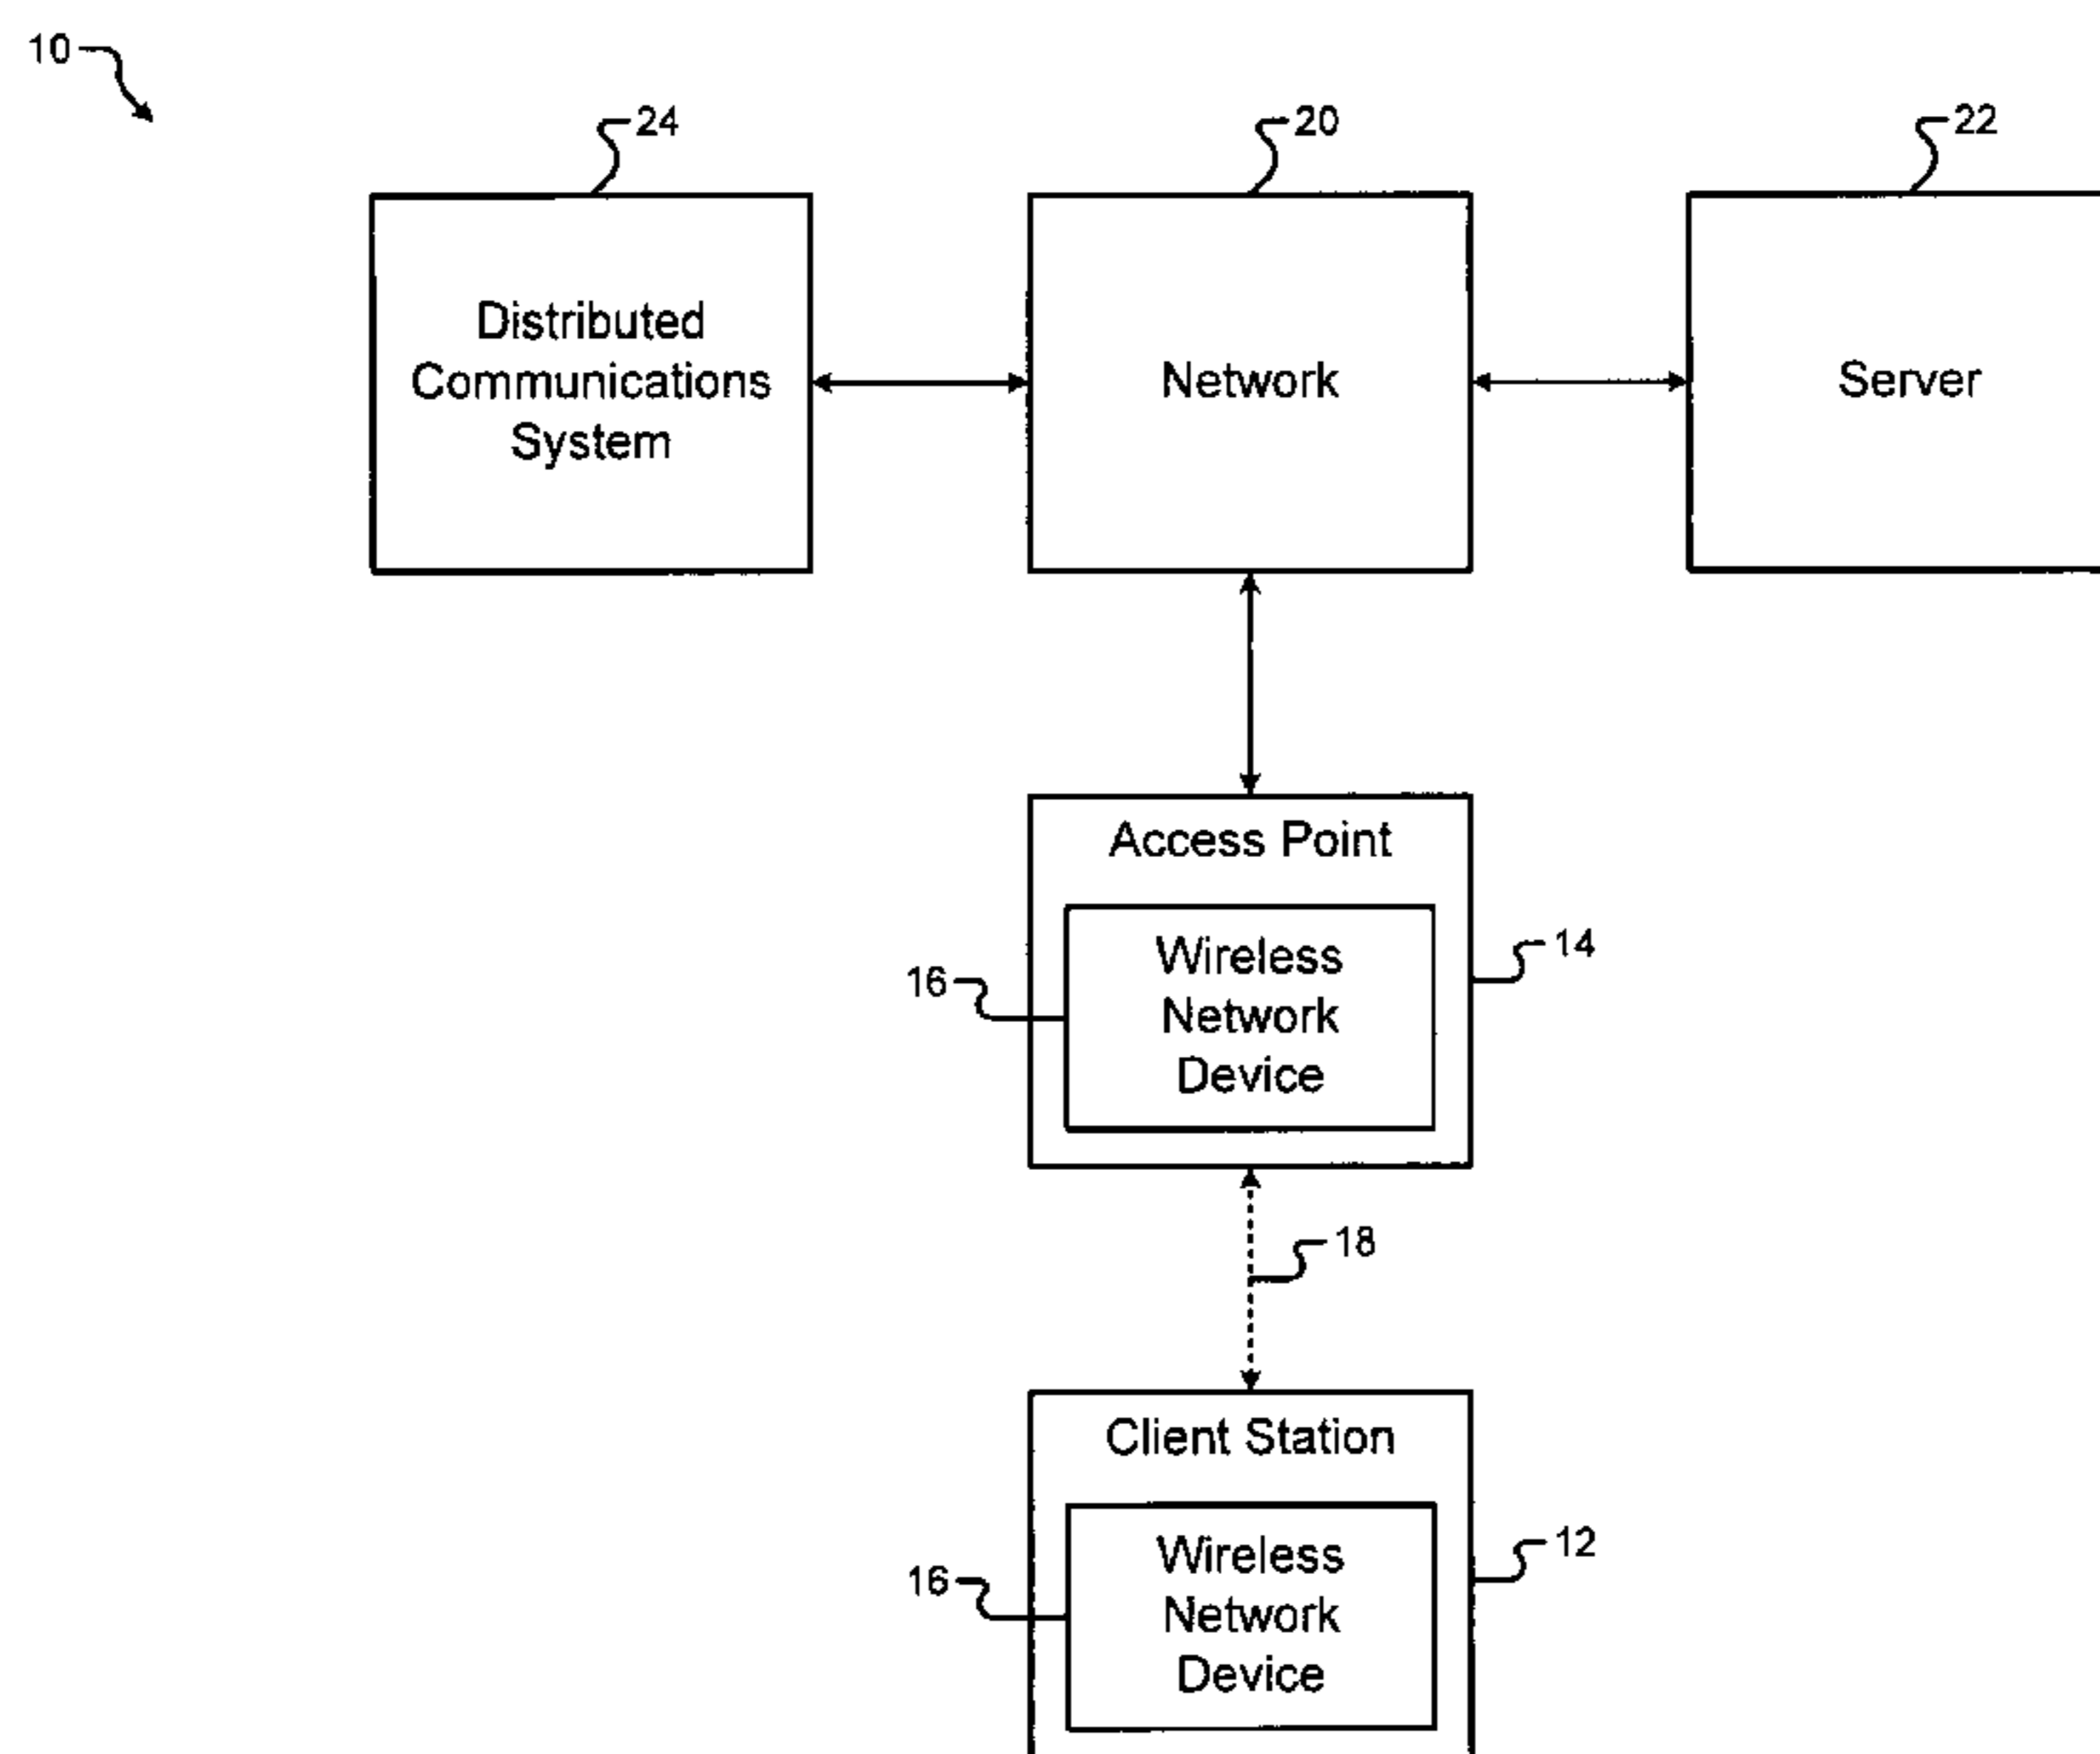 10
24
20
22
Distributed
Communications
System
Network
Server
Access Point
14
16
Wireless
Network
Device
18
Client Station
12
16
Wireless
Network
Device